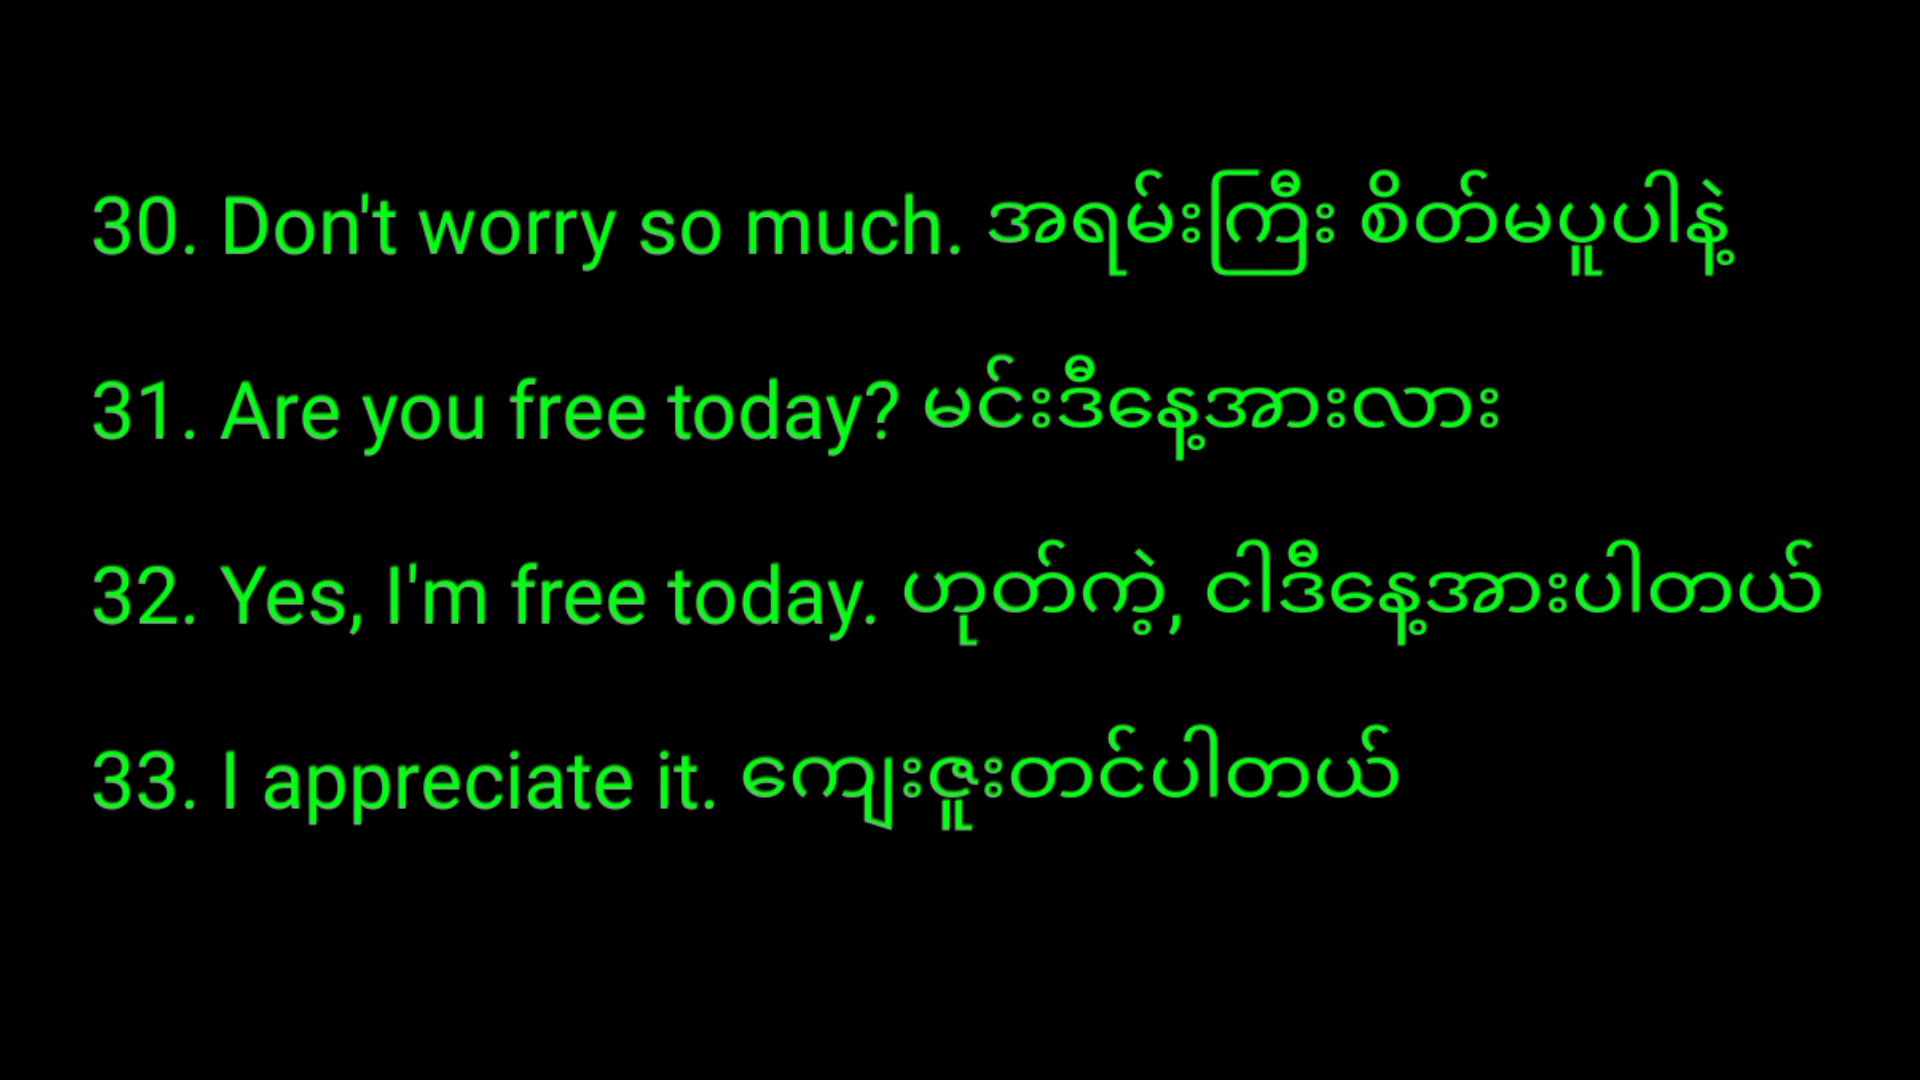 30. Don't worry so much. အရမ်းကြီး စိတ်မပူပါနဲ့
31. Are you free today? မင်းဒီနေ့အားလား
32. Yes, I'm free today. ဟုတ်ကဲ့, ငါဒီနေ့အားပါတယ်
33. I appreciate it. ကျေးဇူးတင်ပါတယ်